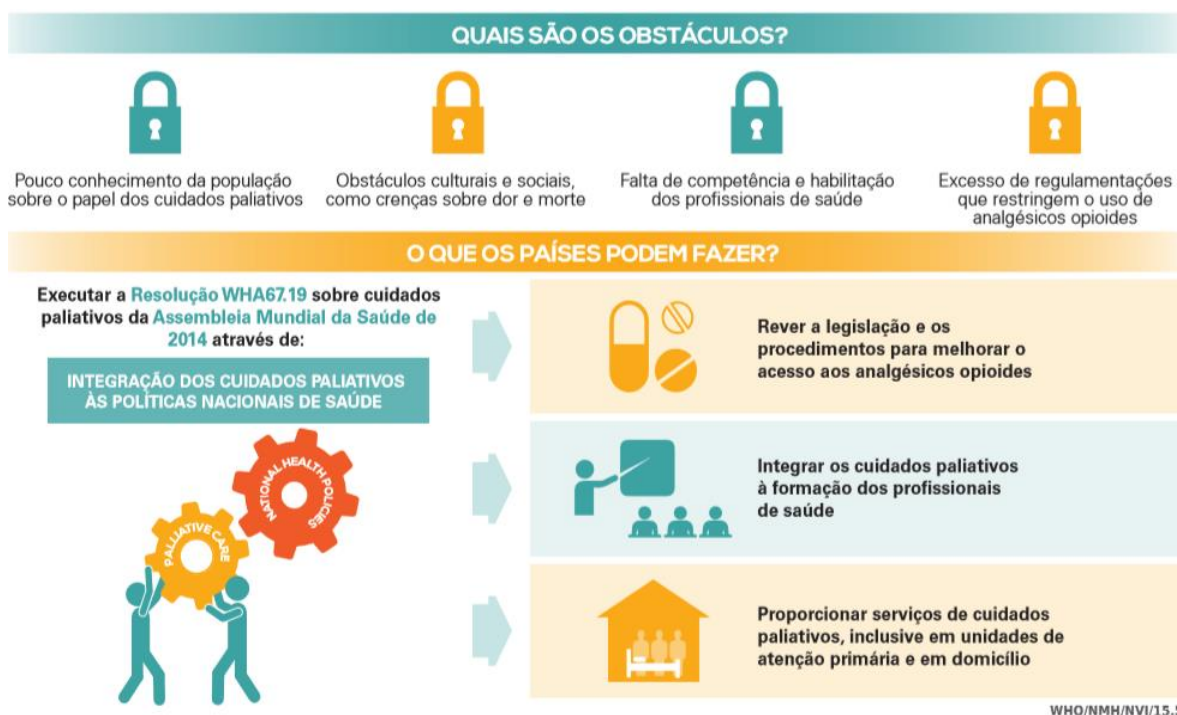 QUAIS SÃO OS OBSTÁCULOS?
Pouco conhecimento da população
sobre o papel dos cuidados paliativos
Obstáculos culturais e sociais,
como crenças sobre dor e morte
Falta de competência e habilitação
dos profissionais de saúde
Excesso de regulamentações
que restringem o uso de
analgésicos opioides
O QUE OS PAÍSES PODEM FAZER?
Executar a Resolução WHA67.19 sobre cuidados
paliativos da Assembleia Mundial da Saúde de
2014 através de:
INTEGRAÇÃO DOS CUIDADOS PALIATIVOS
ÀS POLÍTICAS NACIONAIS DE SAÚDE
NATIONAL HEALTH POLICIES
PALLIATIVE CARE
Rever a legislação e os
procedimentos para melhorar o
acesso aos analgésicos opioides
Integrar os cuidados paliativos
à formação dos profissionais
de saúde
Proporcionar serviços de cuidados
paliativos, inclusive em unidades de
atenção primária e em domicílio
WHO/NMH/NVI/15.5